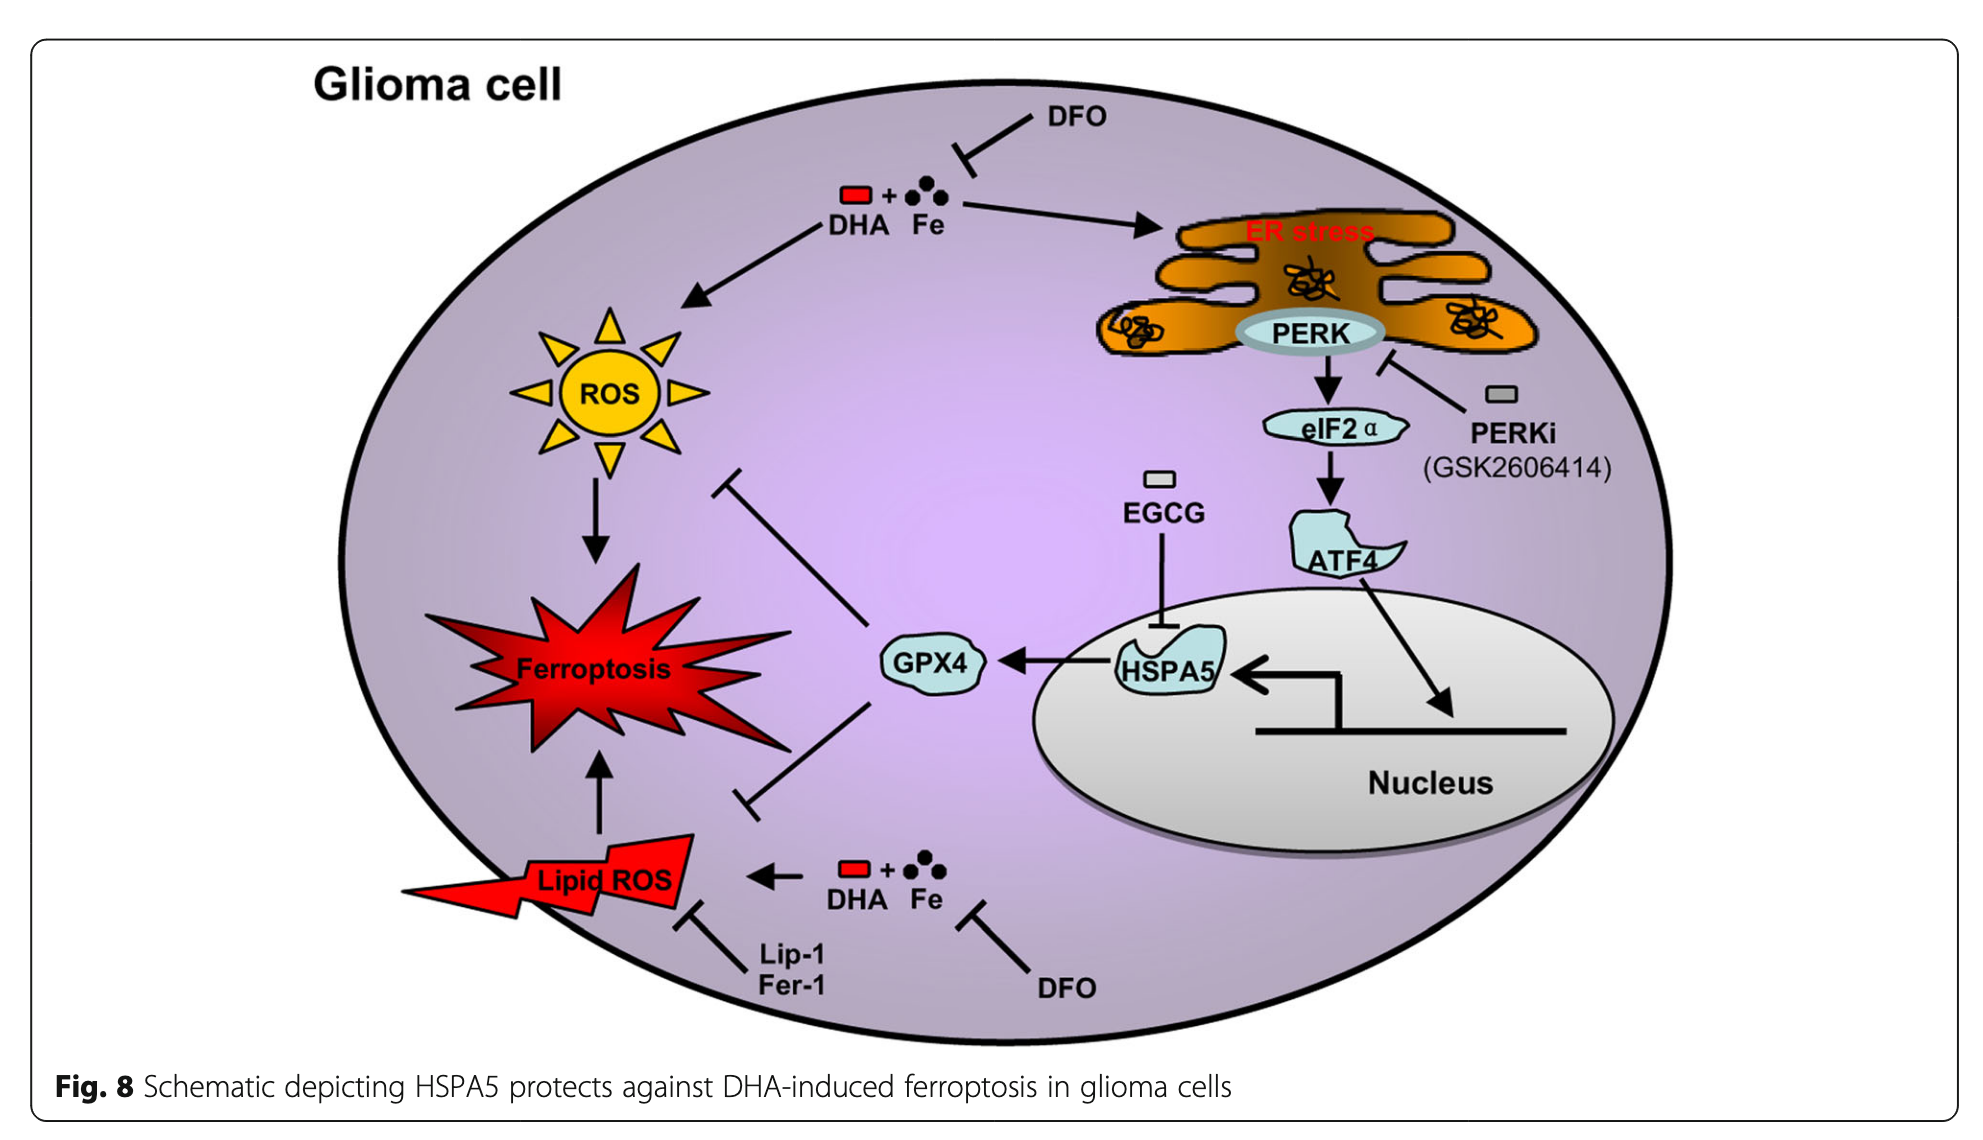 Glioma cell
DFO
DHA + Fe
ER stress
PERK
ROS
eIF2 α
PERKi
(GSK2606414)
EGCG
ATF4
Ferroptosis
GPX4
HSPA5
Nucleus
Lipid ROS
DHA + Fe
Lip-1
Fer-1
DFO
Fig. 8 Schematic depicting HSPA5 protects against DHA-induced ferroptosis in glioma cells